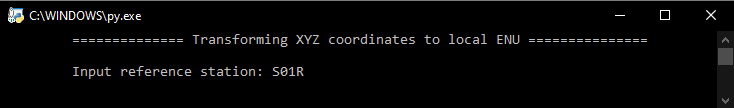 C:\WINDOWS\py.exe
============== Transforming XYZ coordinates to local ENU ===============
Input reference station: S01R